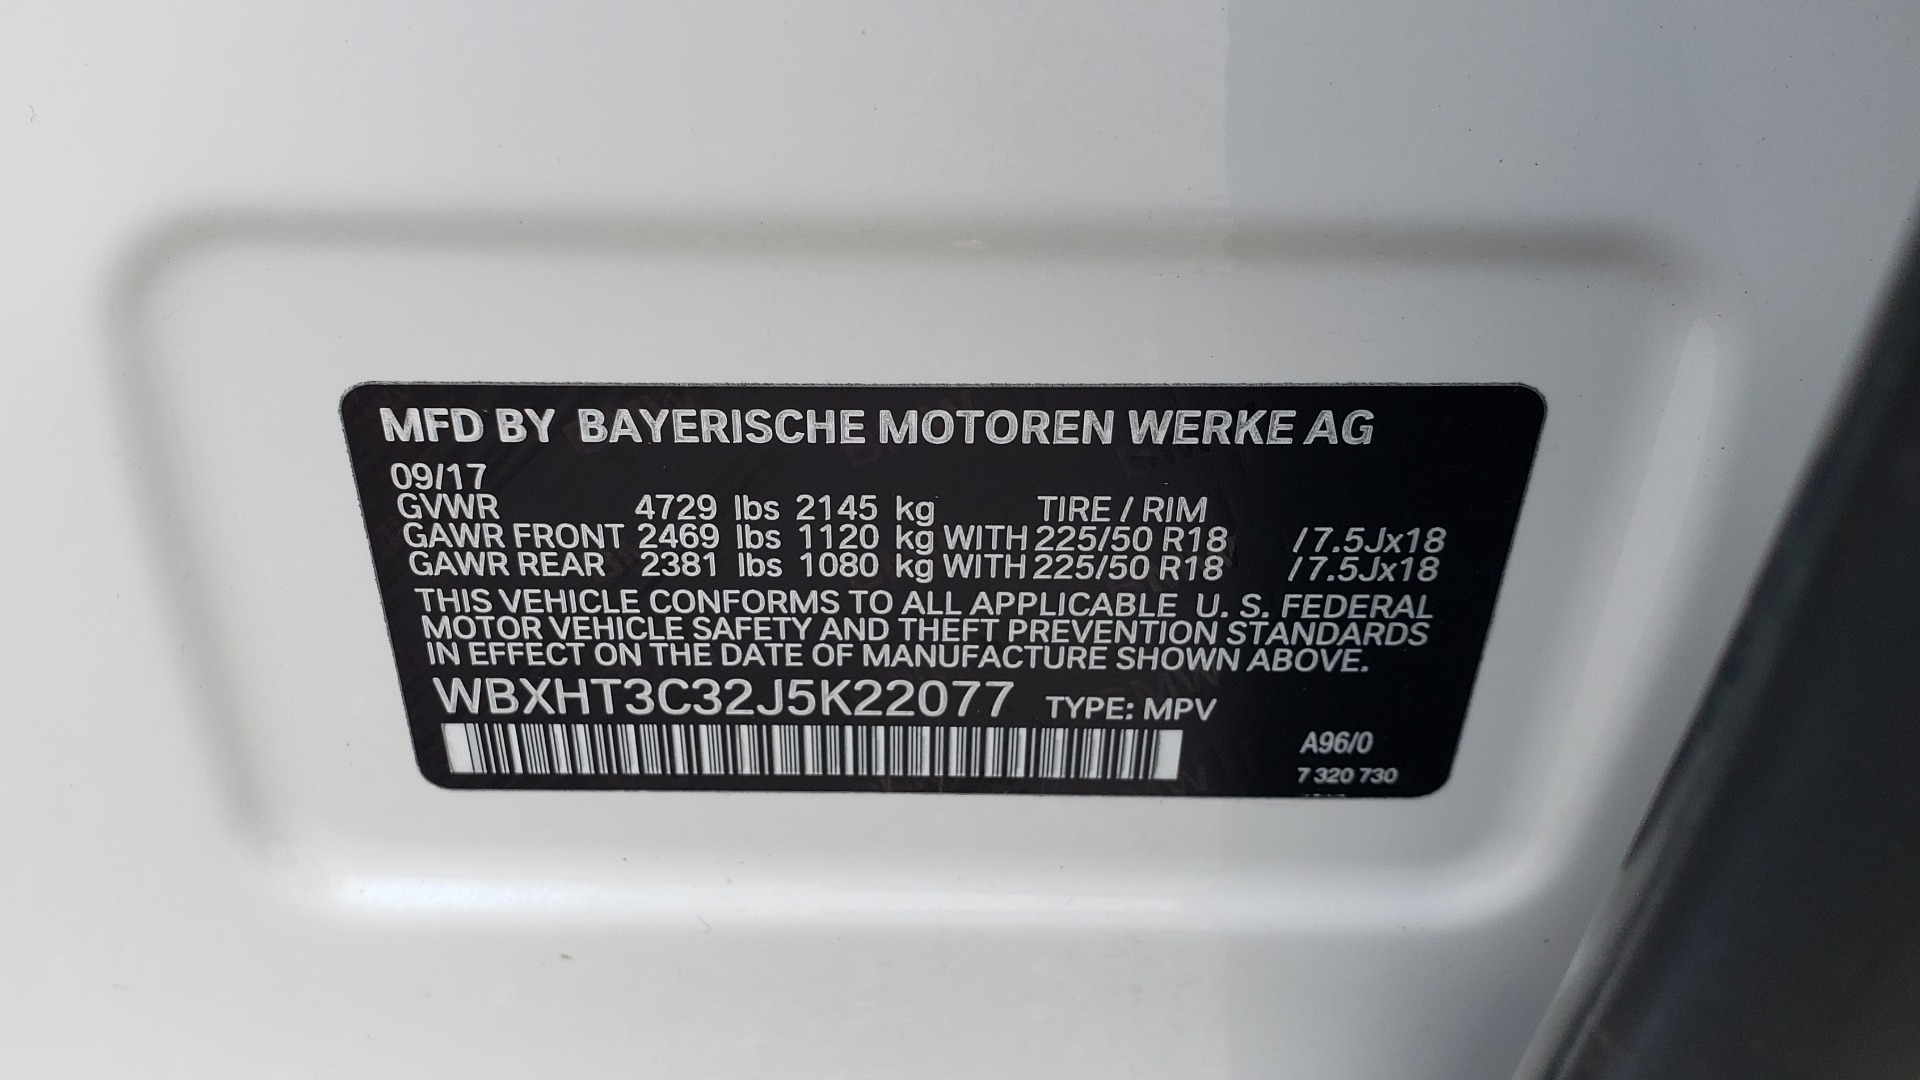 MFD BY BAYERISCHE MOTOREN WERKE AG
09/17
GVWR 4729 lbs 2145 kg TIRE / RIM
GAWR FRONT 2469 lbs 1120 kg WITH 225/50 R18 / 7.5Jx18
GAWR REAR 2381 lbs 1080 kg WITH 225/50 R18 / 7.5Jx18
THIS VEHICLE CONFORMS TO ALL APPLICABLE U. S. FEDERAL
MOTOR VEHICLE SAFETY AND THEFT PREVENTION STANDARDS
IN EFFECT ON THE DATE OF MANUFACTURE SHOWN ABOVE.
WBXHT3C32J5K22077 TYPE: MPV
A96/0
7 320 730